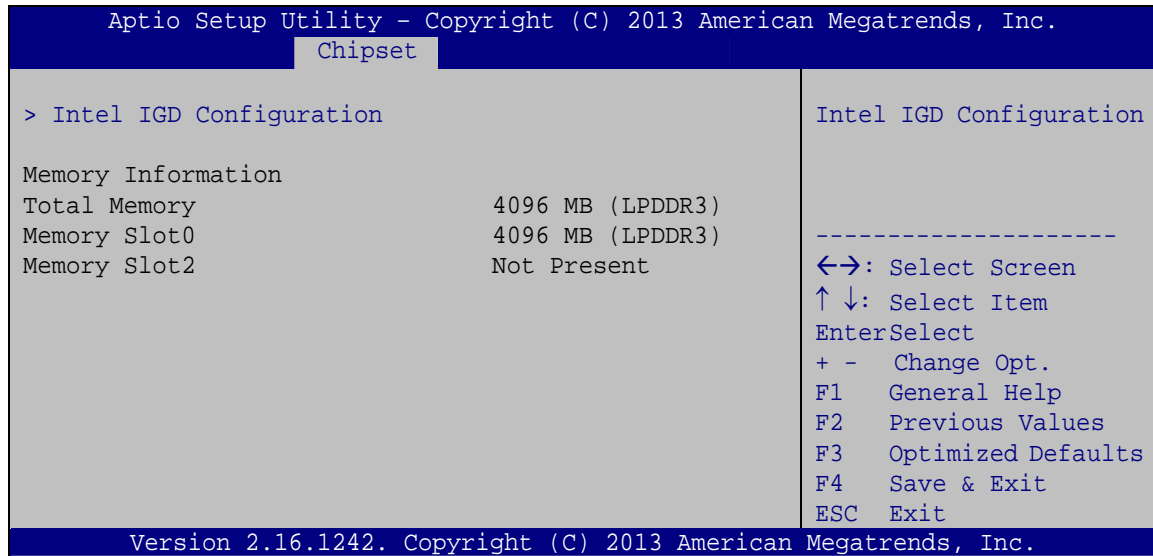 Aptio Setup Utility – Copyright (C) 2013 American Megatrends, Inc.
Chipset
> Intel IGD Configuration
Memory Information
Total Memory 4096 MB (LPDDR3)
Memory Slot0 4096 MB (LPDDR3)
Memory Slot2 Not Present
Intel IGD Configuration
---------------------
←→: Select Screen
↑ ↓: Select Item
EnterSelect
+ - Change Opt.
F1 General Help
F2 Previous Values
F3 Optimized Defaults
F4 Save & Exit
ESC Exit
Version 2.16.1242. Copyright (C) 2013 American Megatrends, Inc.